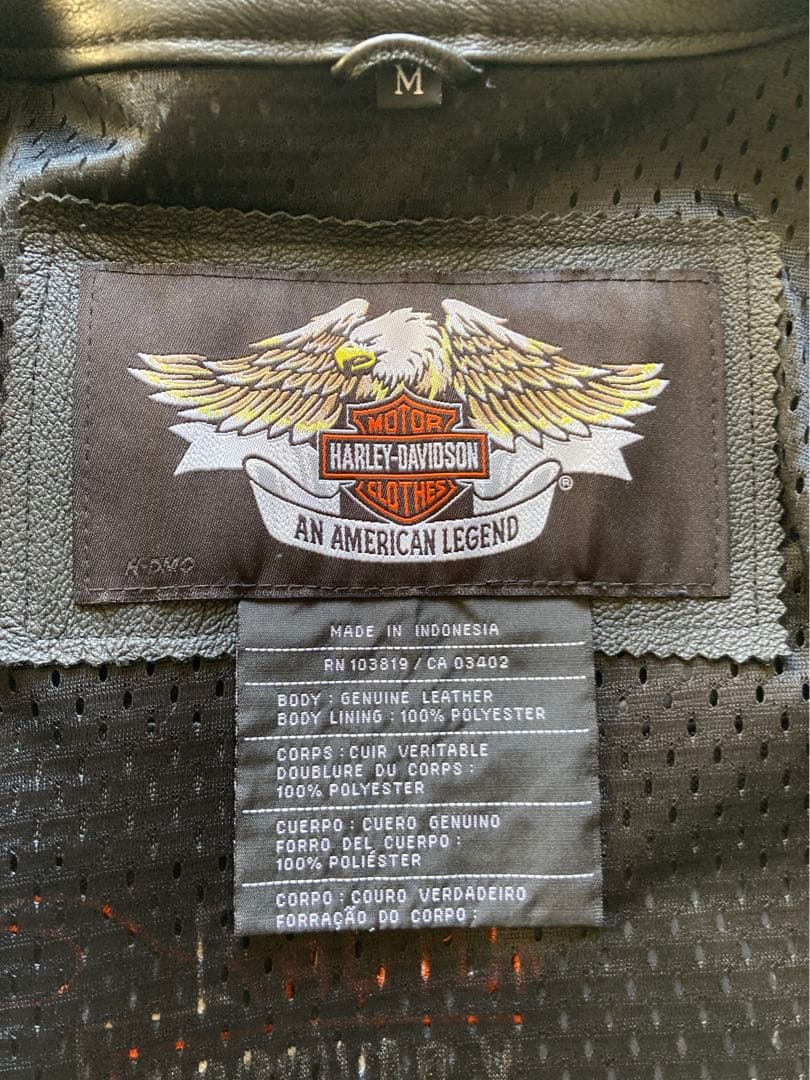 M
MOTOR
HARLEY-DAVIDSON
CLOTHES
®
AN AMERICAN LEGEND
K-DMO
MADE IN INDONESIA
RN 103819 / CA 03402
BODY : GENUINE LEATHER
BODY LINING : 100% POLYESTER
CORPS : CUIR VERITABLE
DOUBLURE DU CORPS :
100% POLYESTER
CUERPO : CUERO GENUINO
FORRO DEL CUERPO :
100% POLIÉSTER
CORPO : COURO VERDADEIRO
FORRAÇÃO DO CORPO :